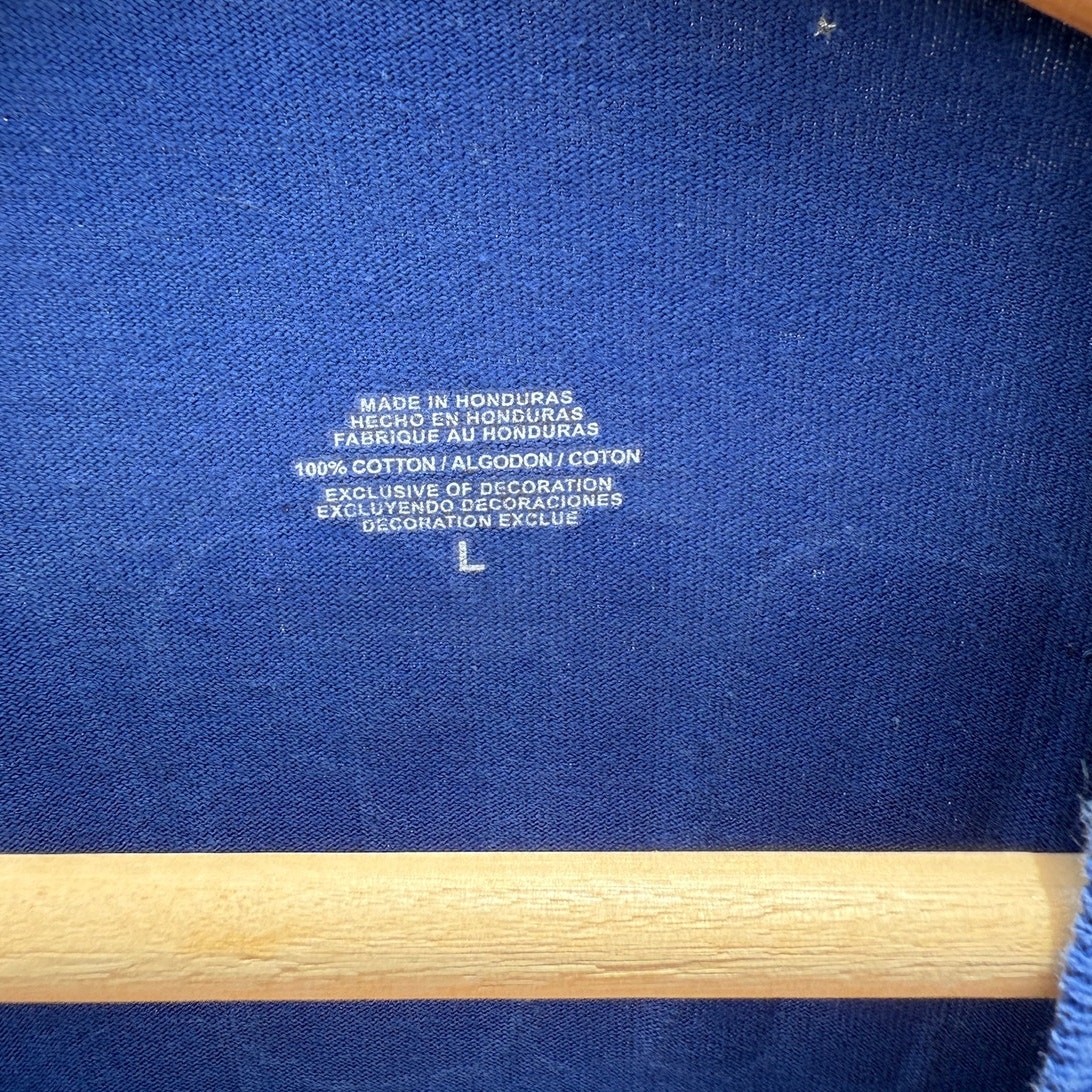 MADE IN HONDURAS
HECHO EN HONDURAS
FABRIQUE AU HONDURAS
100% COTTON / ALGODON / COTON
EXCLUSIVE OF DECORATION
EXCLUYENDO DECORACIONES
DECORATION EXCLUE
L